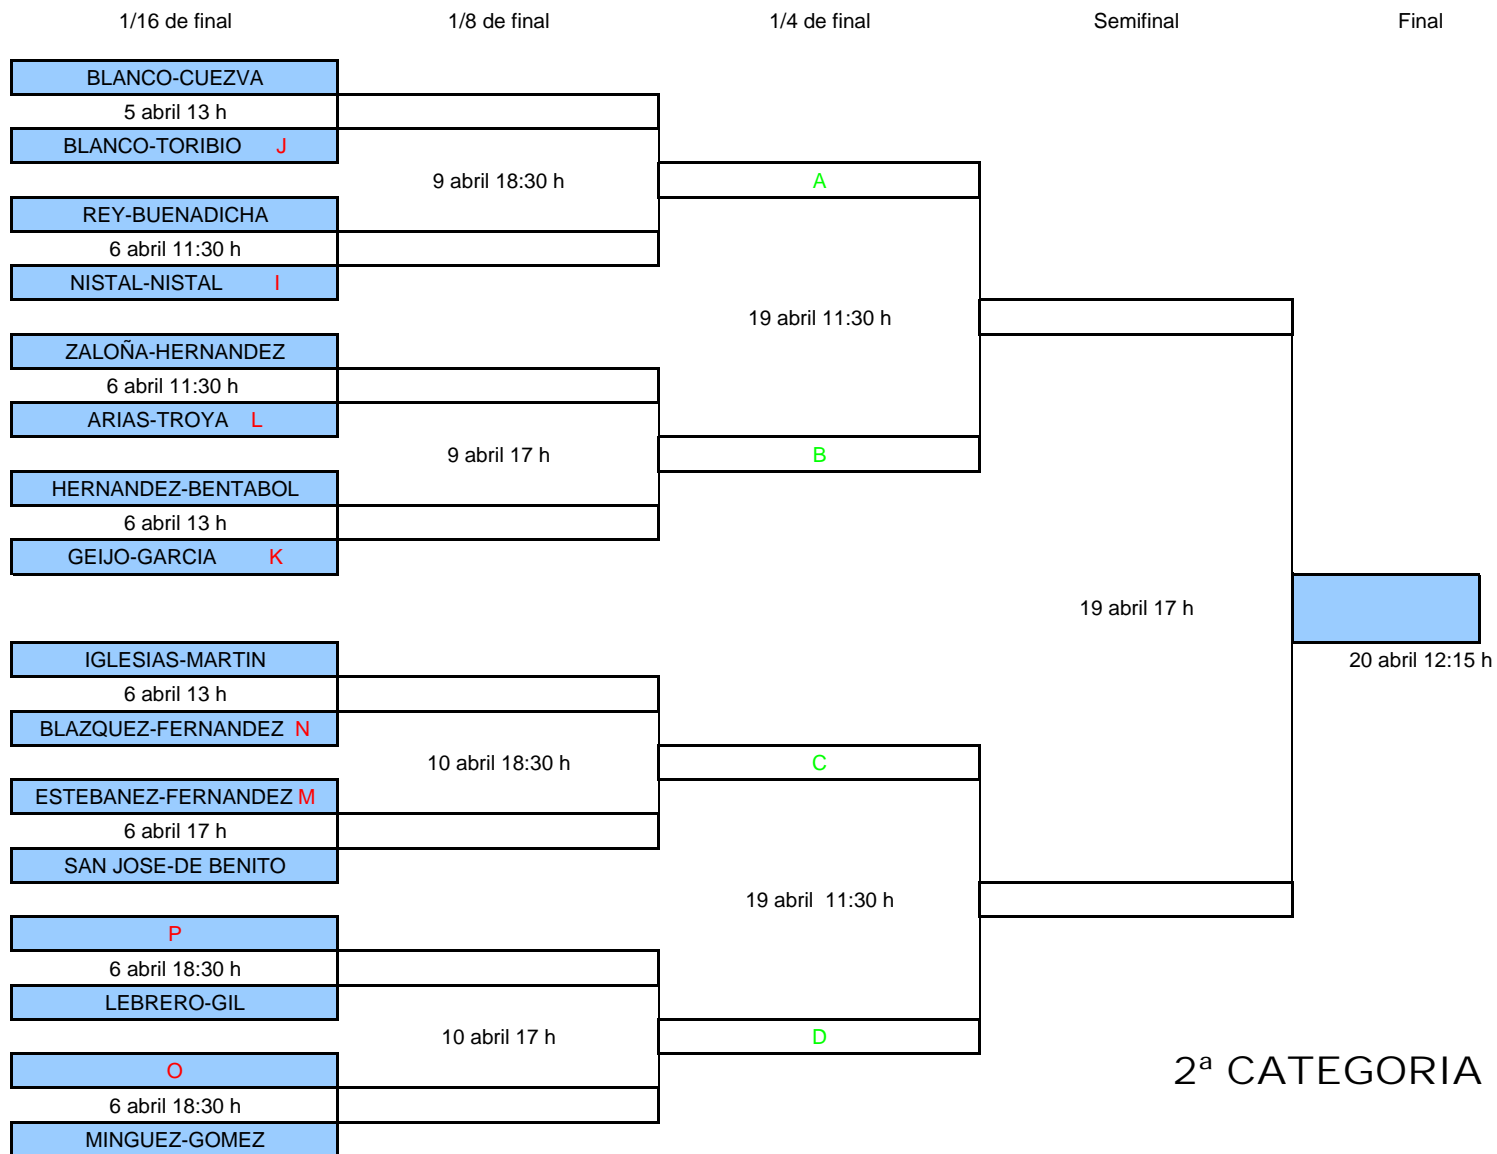 1/16 de final 1/8 de final 1/4 de final Semifinal Final
BLANCO-CUEZVA
5 abril 13 h
BLANCO-TORIBIO J
9 abril 18:30 h A
REY-BUENADICHA
6 abril 11:30 h
NISTAL-NISTAL I
19 abril 11:30 h
ZALOÑA-HERNANDEZ
6 abril 11:30 h
ARIAS-TROYA L
9 abril 17 h B
HERNANDEZ-BENTABOL
6 abril 13 h
GEIJO-GARCIA K
19 abril 17 h
IGLESIAS-MARTIN 20 abril 12:15 h
6 abril 13 h
BLAZQUEZ-FERNANDEZ N
10 abril 18:30 h C
ESTEBANEZ-FERNANDEZ M
6 abril 17 h
SAN JOSE-DE BENITO
19 abril 11:30 h
P
6 abril 18:30 h
LEBRERO-GIL
10 abril 17 h D
O 2ª CATEGORIA
6 abril 18:30 h
MINGUEZ-GOMEZ